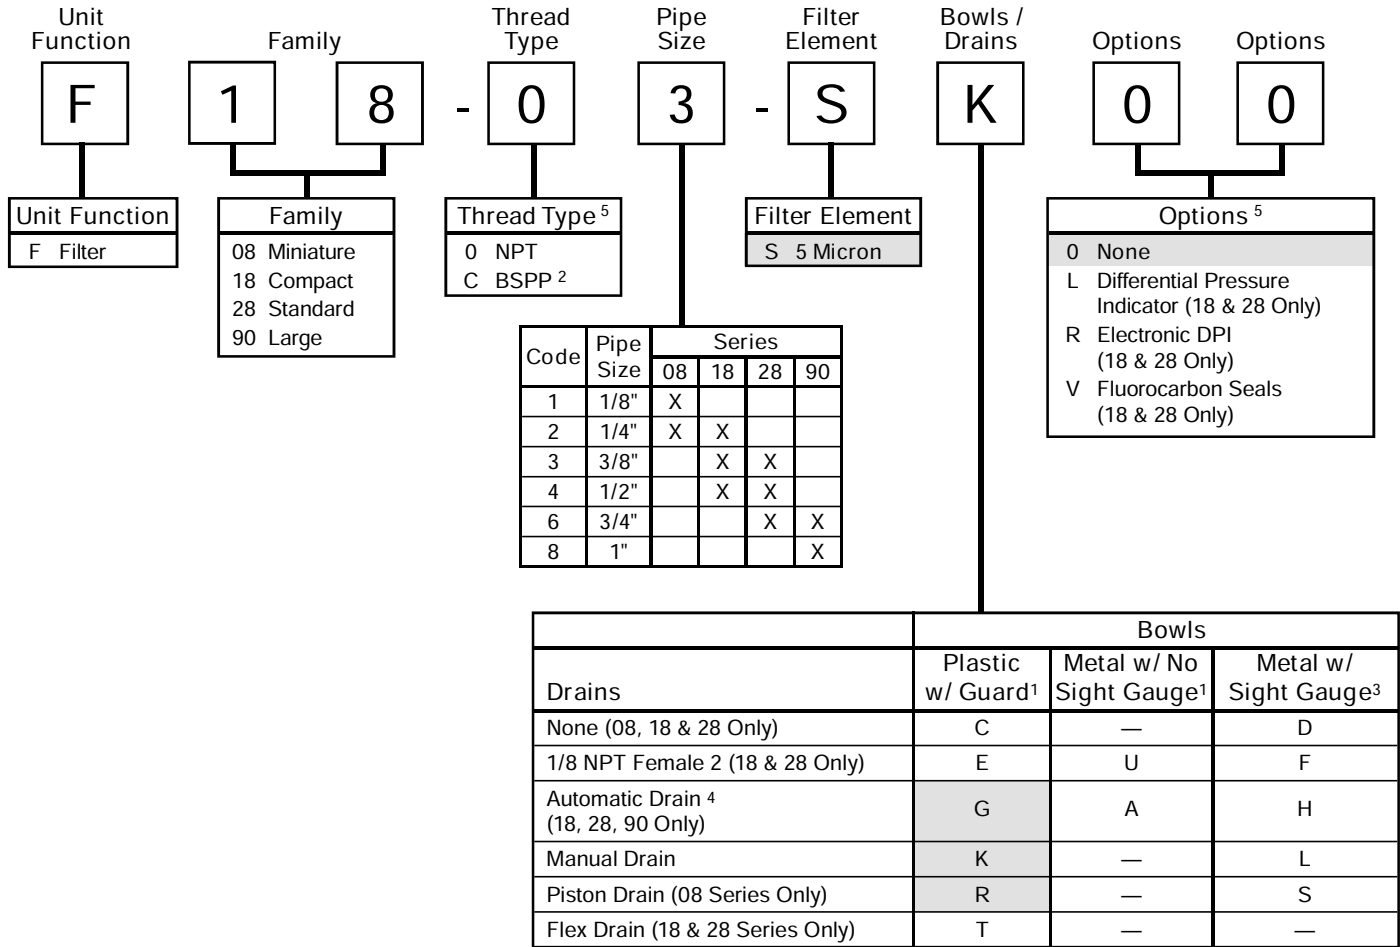 Unit Function
Family
Thread Type
Pipe Size
Filter Element
Bowls / Drains
Options
Options
F 1 8 - 0 3 - S K 0 0
Unit Function
F Filter
Family
08 Miniature
18 Compact
28 Standard
90 Large
Thread Type 5
0 NPT
C BSPP 2
Filter Element
S 5 Micron
Options 5
0 None
L Differential Pressure
Indicator (18 & 28 Only)
R Electronic DPI
(18 & 28 Only)
V Fluorocarbon Seals
(18 & 28 Only)
Code Pipe Size Series
08 18 28 90
1 1/8" X
2 1/4" X X
3 3/8" X X
4 1/2" X X
6 3/4" X X
8 1" X
Bowls
Drains
Plastic w/ Guard1
Metal w/ No Sight Gauge1
Metal w/ Sight Gauge3
None (08, 18 & 28 Only) C — D
1/8 NPT Female 2 (18 & 28 Only) E U F
Automatic Drain 4
(18, 28, 90 Only) G A H
Manual Drain K — L
Piston Drain (08 Series Only) R — S
Flex Drain (18 & 28 Series Only) T — —